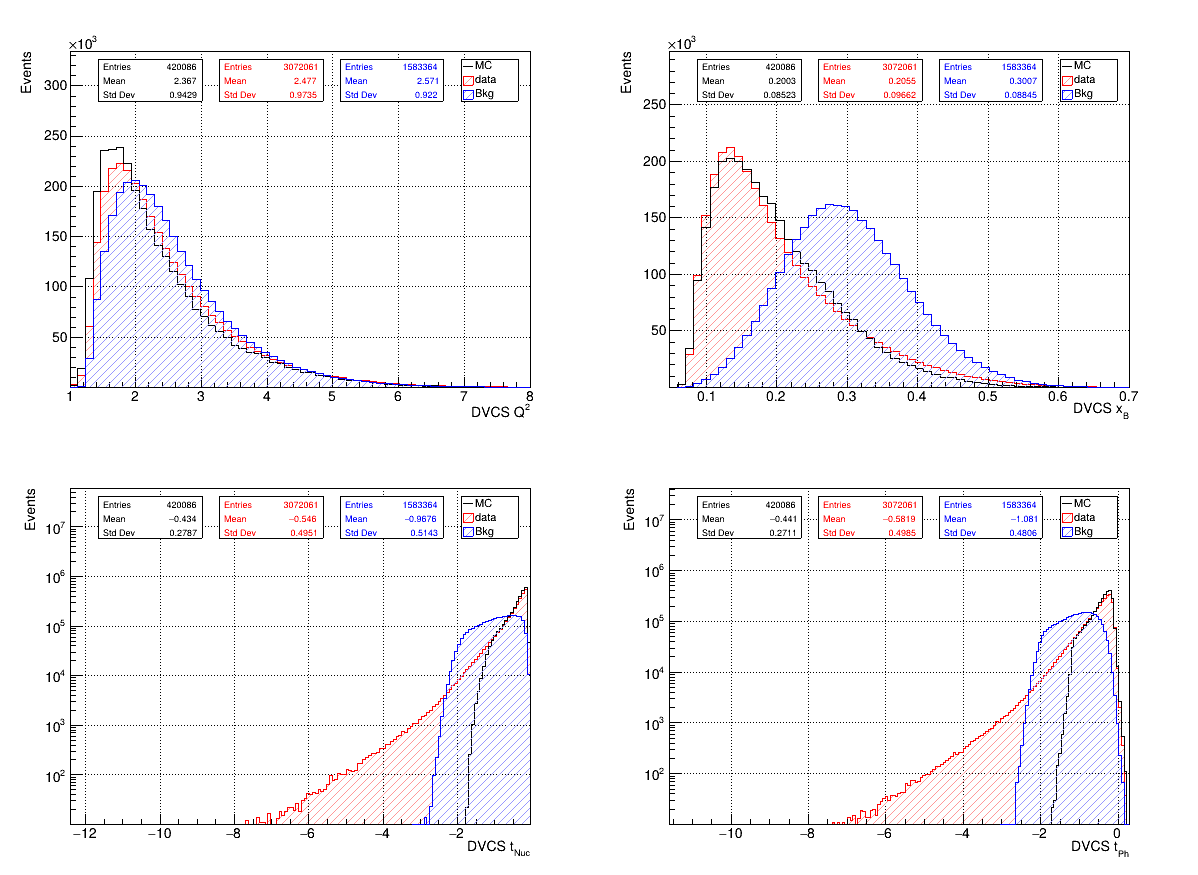 ×10³
Events
Entries 420086
Mean 2.367
Std Dev 0.9429
Entries 3072061
Mean 2.477
Std Dev 0.9735
Entries 1583364
Mean 2.571
Std Dev 0.922
MC
data
Bkg
300
250
200
150
100
50
1 2 3 4 5 6 7 8
DVCS Q²
×10³
Events
Entries 420086
Mean 0.2003
Std Dev 0.08523
Entries 3072061
Mean 0.2055
Std Dev 0.09662
Entries 1583364
Mean 0.3007
Std Dev 0.08845
MC
data
Bkg
250
200
150
100
50
0.1 0.2 0.3 0.4 0.5 0.6 0.7
DVCS x_B
Events
Entries 420086
Mean −0.434
Std Dev 0.2787
Entries 3072061
Mean −0.546
Std Dev 0.4951
Entries 1583364
Mean −0.9676
Std Dev 0.5143
MC
data
Bkg
10⁷
10⁶
10⁵
10⁴
10³
10²
−12 −10 −8 −6 −4 −2
DVCS t_Nuc
Events
Entries 420086
Mean −0.441
Std Dev 0.2711
Entries 3072061
Mean −0.5819
Std Dev 0.4985
Entries 1583364
Mean −1.081
Std Dev 0.4806
MC
data
Bkg
10⁷
10⁶
10⁵
10⁴
10³
10²
−10 −8 −6 −4 −2 0
DVCS t_Ph